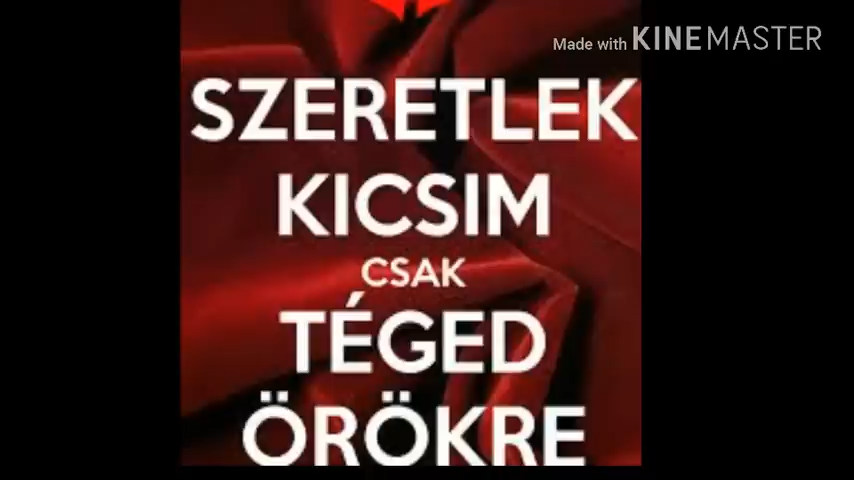 Made with KINEMASTER
SZERETLEK
KICSIM
CSAK
TÉGED
ÖRÖKRE